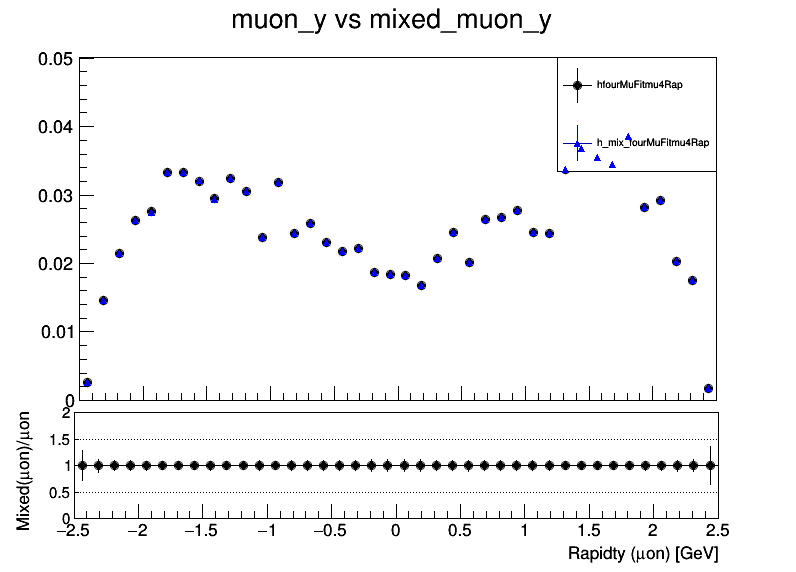 muon_y vs mixed_muon_y
0.05
hfourMuFitmu4Rap
0.04
h_mix_fourMuFitmu4Rap
0.03
0.02
0.01
0
Mixed(μon)/μon
2
1.5
1
0.5
0
−2.5 −2 −1.5 −1 −0.5 0 0.5 1 1.5 2 2.5
Rapidty (μon) [GeV]